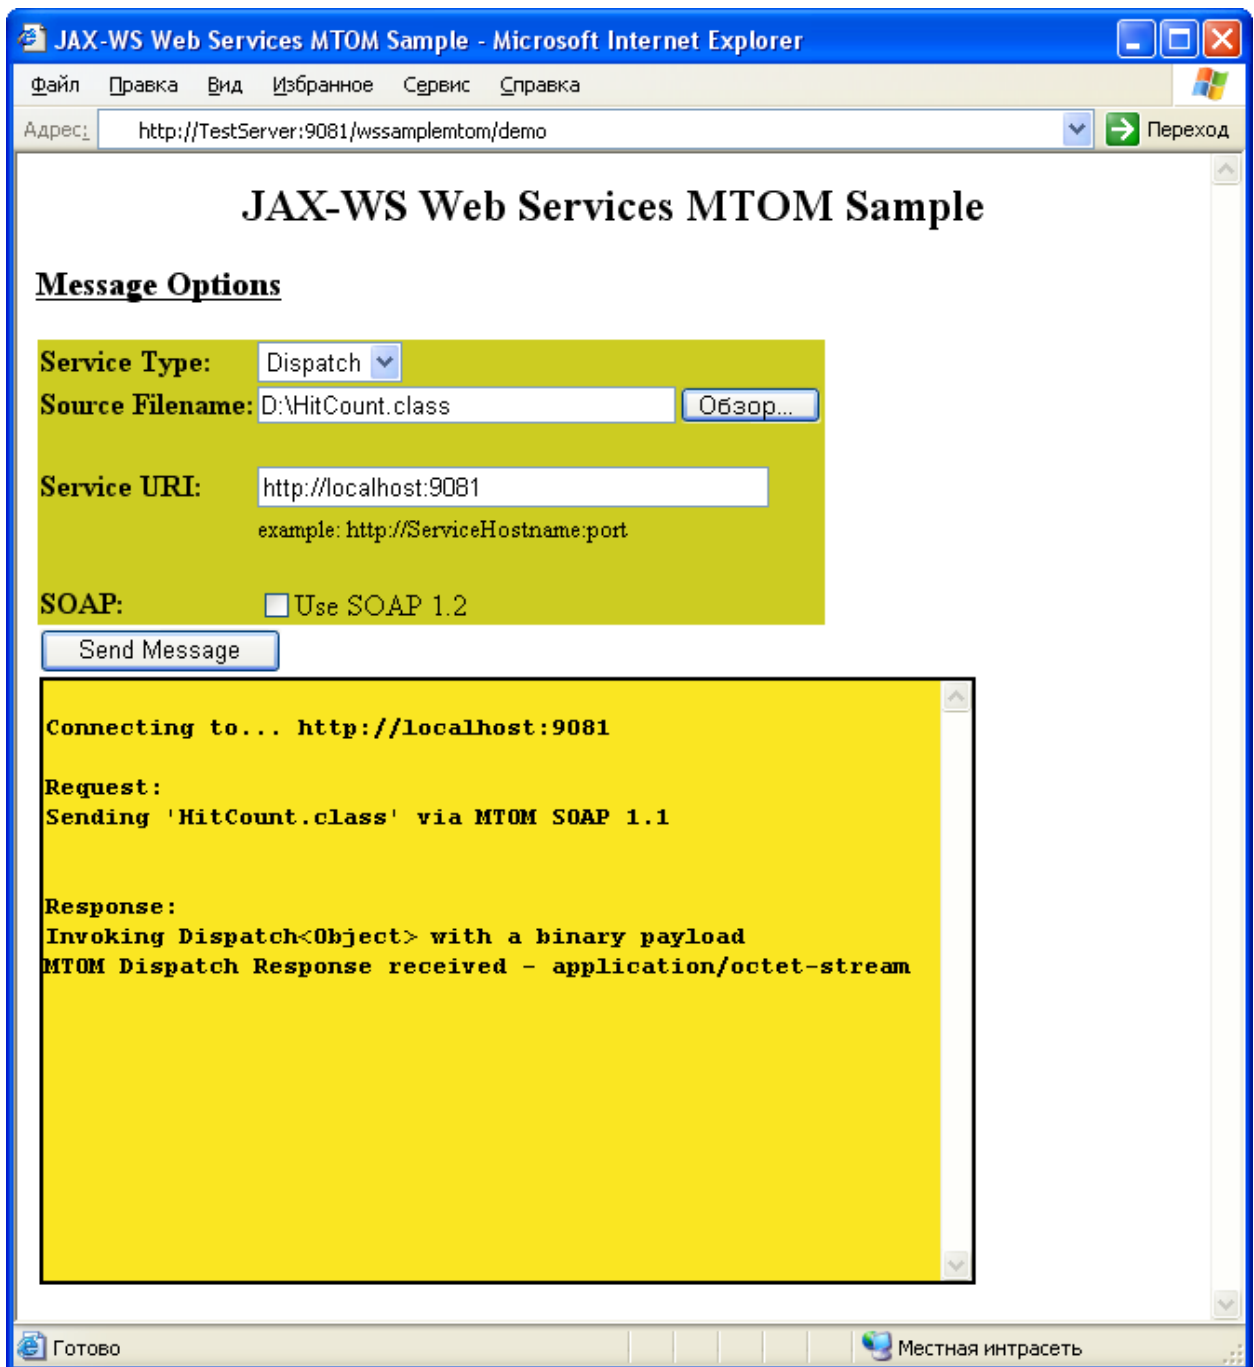 JAX-WS Web Services MTOM Sample - Microsoft Internet Explorer
Файл Правка Вид Избранное Сервис Справка
Адрес: http://TestServer:9081/wssamplemtom/demo Переход
JAX-WS Web Services MTOM Sample
Message Options
Service Type: Dispatch
Source Filename: D:\HitCount.class Обзор...
Service URI: http://localhost:9081
example: http://ServiceHostname:port
SOAP: Use SOAP 1.2
Send Message
Connecting to... http://localhost:9081
Request:
Sending 'HitCount.class' via MTOM SOAP 1.1
Response:
Invoking Dispatch<Object> with a binary payload
MTOM Dispatch Response received - application/octet-stream
Готово Местная интрасеть